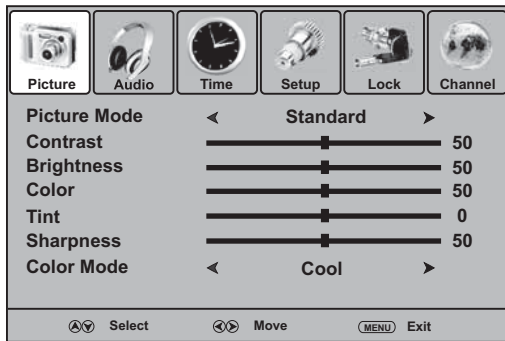 Picture Audio Time Setup Lock Channel
Picture Mode Standard
Contrast 50
Brightness 50
Color 50
Tint 0
Sharpness 50
Color Mode Cool
Select Move MENU Exit